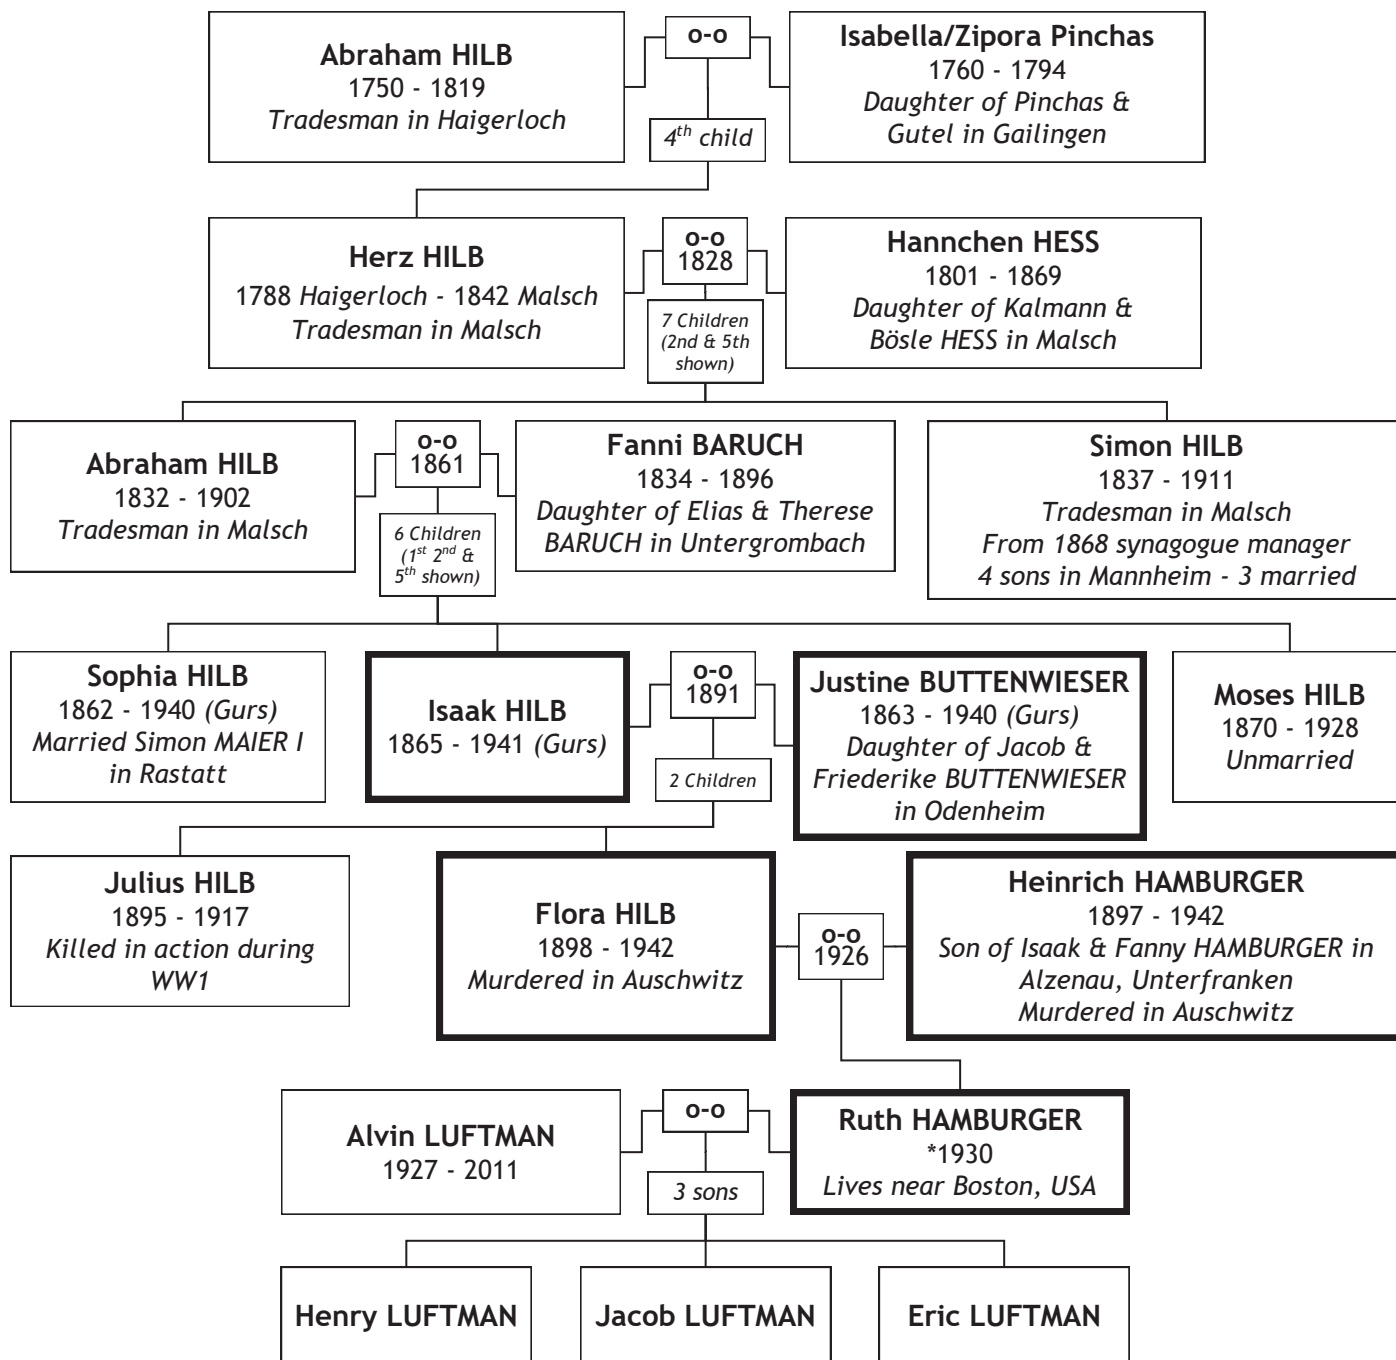 Abraham HILB
1750 - 1819
Tradesman in Haigerloch
o-o
4th child
Isabella/Zipora Pinchas
1760 - 1794
Daughter of Pinchas &
Gutel in Gailingen
Herz HILB
1788 Haigerloch - 1842 Malsch
Tradesman in Malsch
o-o
1828
7 Children
(2nd & 5th
shown)
Hannchen HESS
1801 - 1869
Daughter of Kalmann &
Bösle HESS in Malsch
Abraham HILB
1832 - 1902
Tradesman in Malsch
o-o
1861
6 Children
(1st 2nd &
5th shown)
Fanni BARUCH
1834 - 1896
Daughter of Elias & Therese
BARUCH in Untergrombach
Simon HILB
1837 - 1911
Tradesman in Malsch
From 1868 synagogue manager
4 sons in Mannheim - 3 married
Sophia HILB
1862 - 1940 (Gurs)
Married Simon MAIER I
in Rastatt
Isaak HILB
1865 - 1941 (Gurs)
o-o
1891
2 Children
Justine BUTTENWIESER
1863 - 1940 (Gurs)
Daughter of Jacob &
Friederike BUTTENWIESER
in Odenheim
Moses HILB
1870 - 1928
Unmarried
Julius HILB
1895 - 1917
Killed in action during
WW1
Flora HILB
1898 - 1942
Murdered in Auschwitz
o-o
1926
Heinrich HAMBURGER
1897 - 1942
Son of Isaak & Fanny HAMBURGER in
Alzenau, Unterfranken
Murdered in Auschwitz
Alvin LUFTMAN
1927 - 2011
o-o
3 sons
Ruth HAMBURGER
*1930
Lives near Boston, USA
Henry LUFTMAN
Jacob LUFTMAN
Eric LUFTMAN